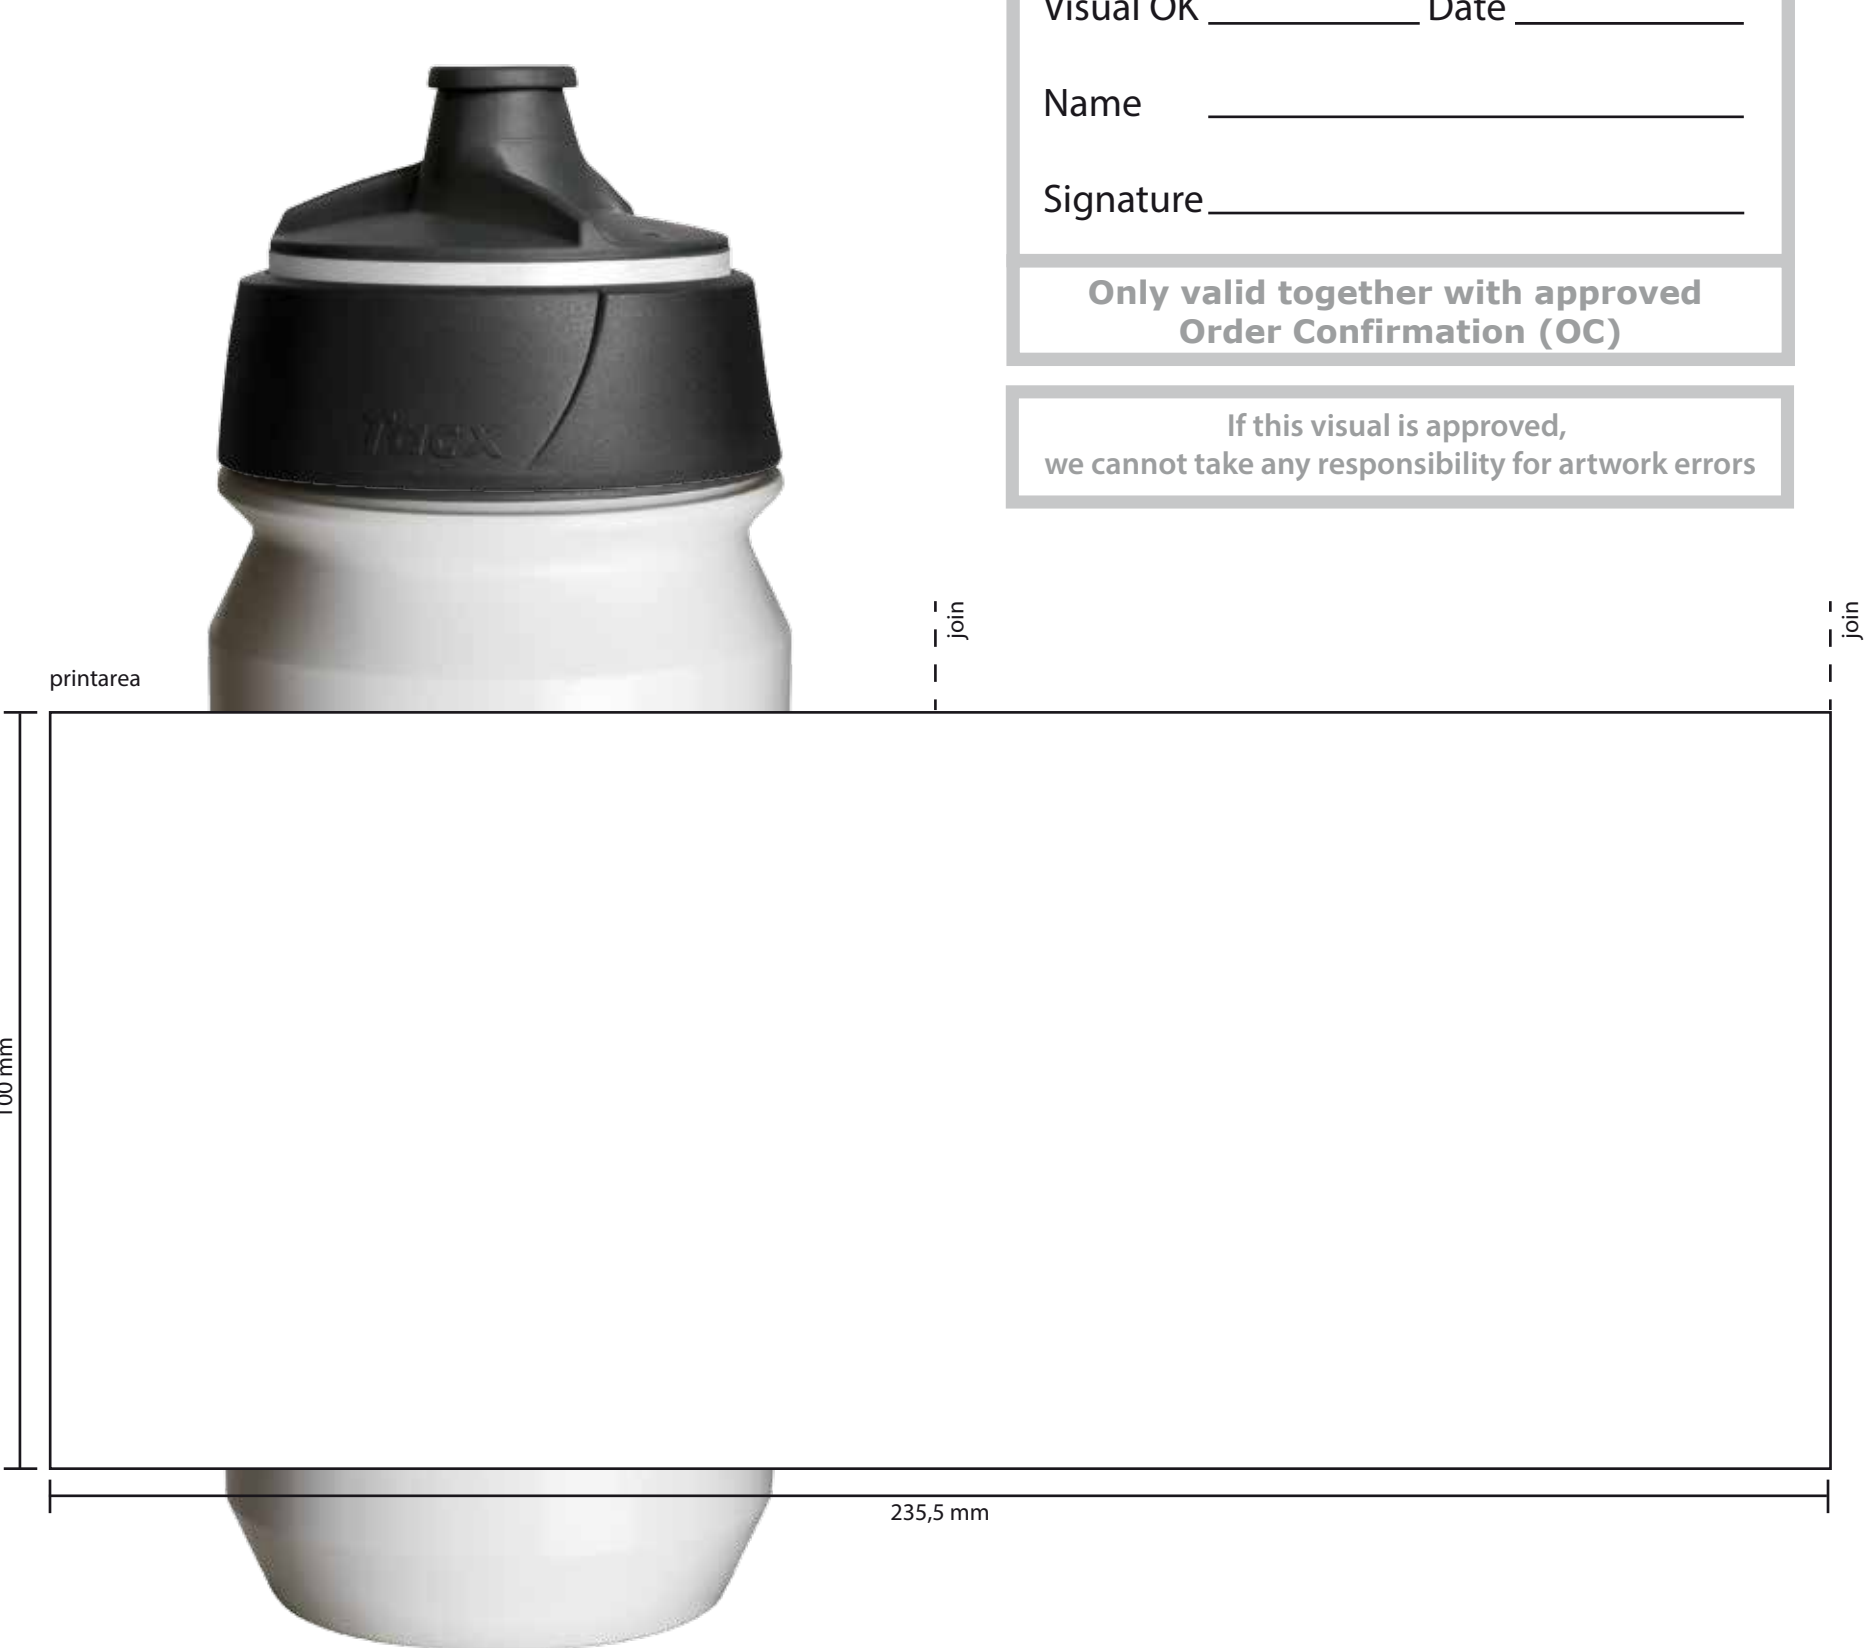 Visual OK Date
Name
Signature
Only valid together with approved
Order Confirmation (OC)
Tacx
If this visual is approved,
we cannot take any responsibility for artwork errors
join
join
printarea
100 mm
235,5 mm